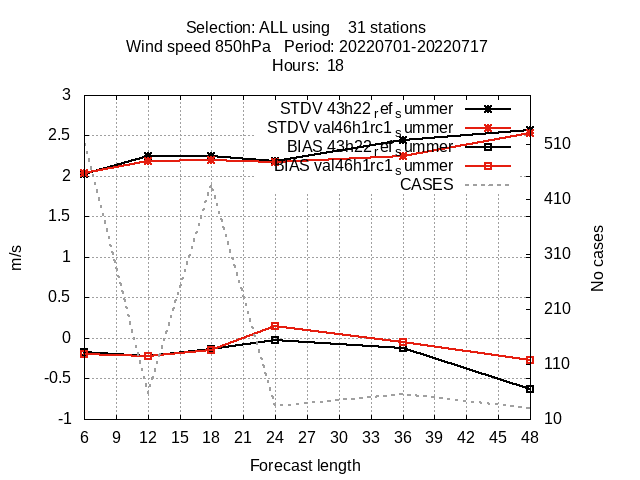 Selection: ALL using    31 stations
Wind speed 850hPa   Period: 20220701-20220717
Hours:  18
3
2.5
2
1.5
1
0.5
0
-0.5
-1
m/s
STDV 43h22_ref_summer
STDV val46h1rc1_summer
BIAS 43h22_ref_summer
BIAS val46h1rc1_summer
CASES
510
410
310
210
110
10
No cases
6 9 12 15 18 21 24 27 30 33 36 39 42 45 48
Forecast length